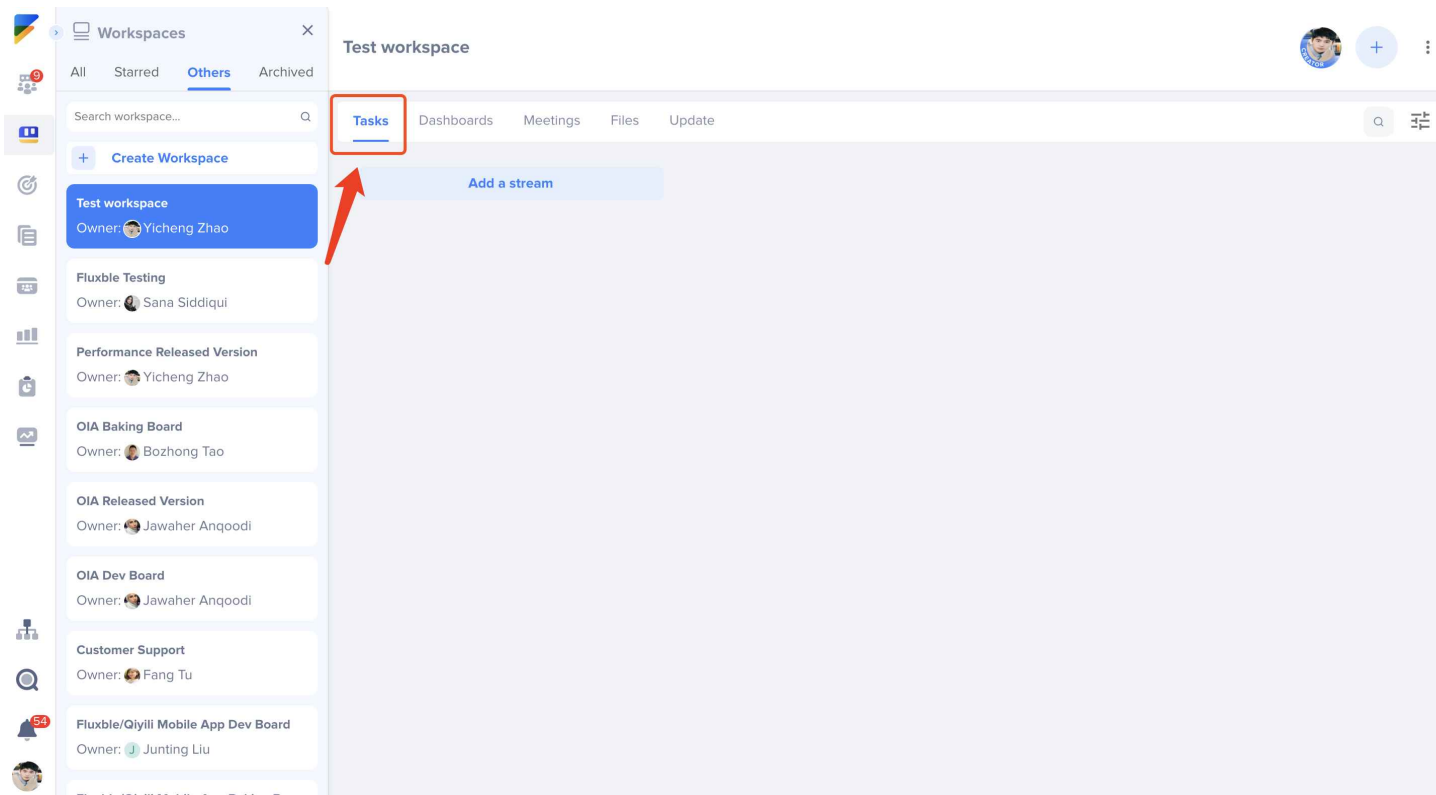 Workspaces
All Starred Others Archived
Search workspace...
Create Workspace
Test workspace
Owner: Yicheng Zhao
Fluxble Testing
Owner: Sana Siddiqui
Performance Released Version
Owner: Yicheng Zhao
OIA Baking Board
Owner: Bozhong Tao
OIA Released Version
Owner: Jawaher Anqoodi
OIA Dev Board
Owner: Jawaher Anqoodi
Customer Support
Owner: Fang Tu
Fluxble/Qiyili Mobile App Dev Board
Owner: J Junting Liu
9
54
Test workspace
CREATOR
Tasks Dashboards Meetings Files Update
Add a stream